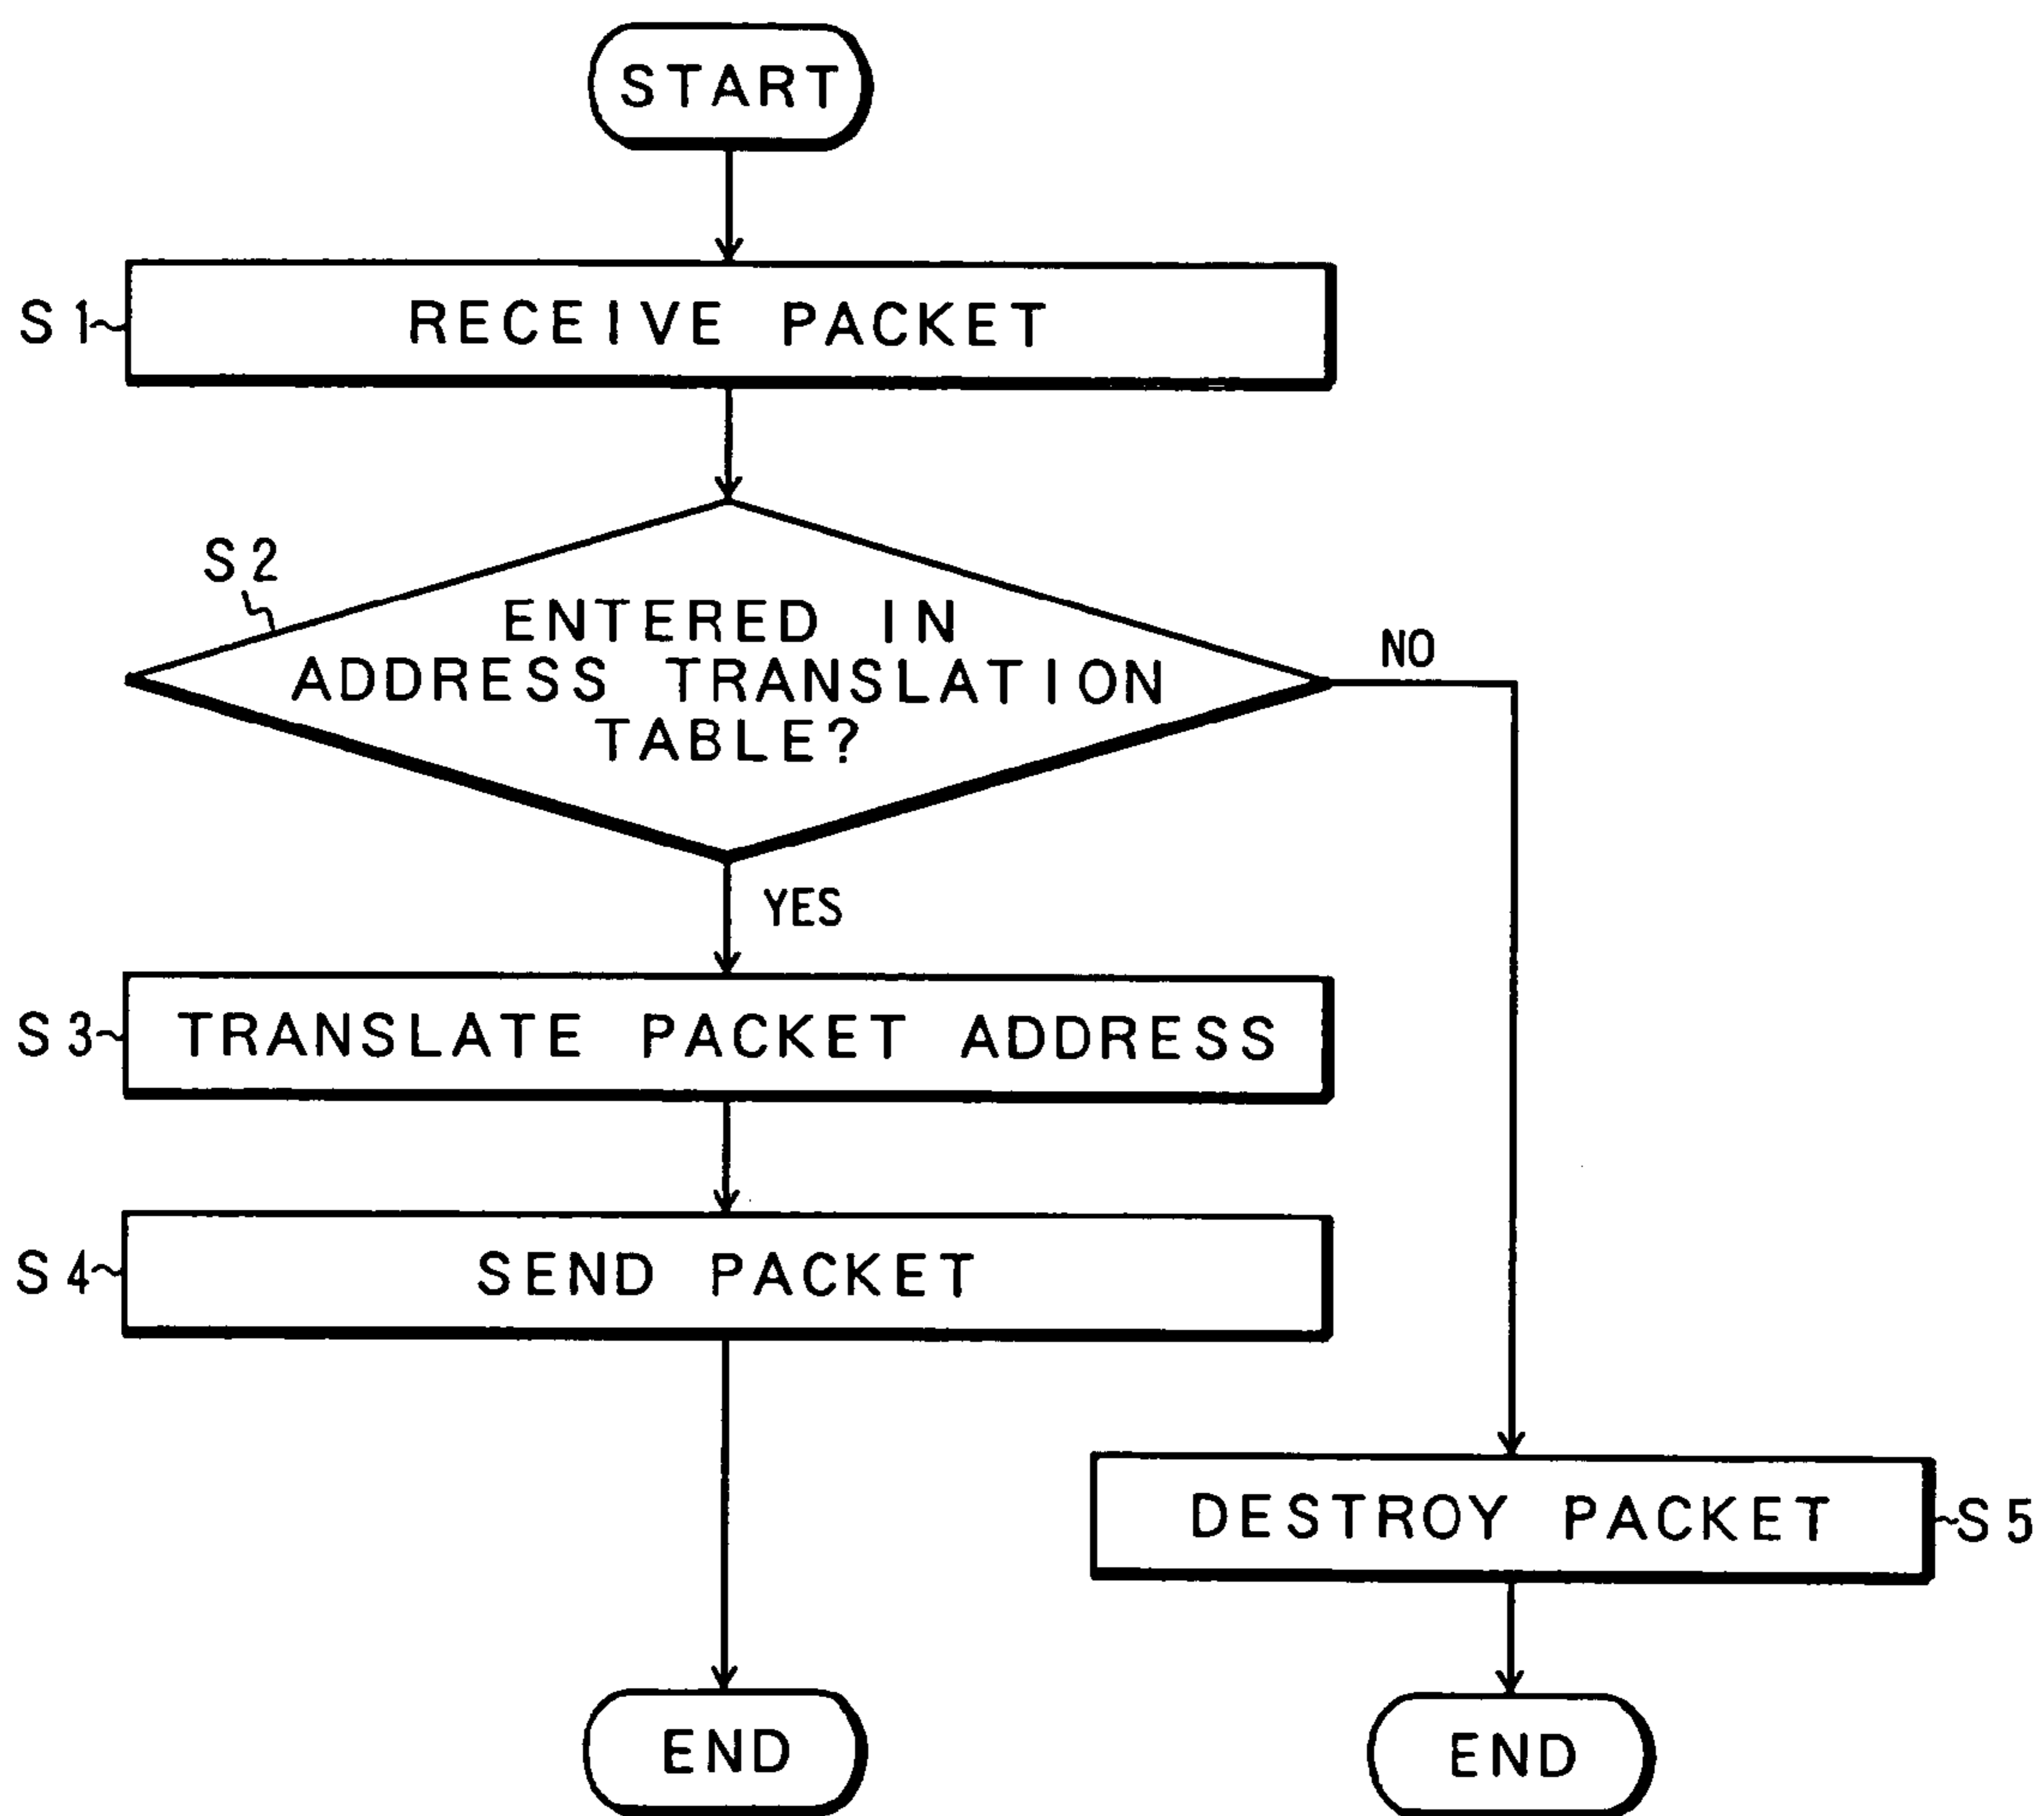 START
S1
RECEIVE PACKET
S2
ENTERED IN
ADDRESS TRANSLATION
TABLE?
NO
YES
S3
TRANSLATE PACKET ADDRESS
S4
SEND PACKET
DESTROY PACKET
S5
END
END